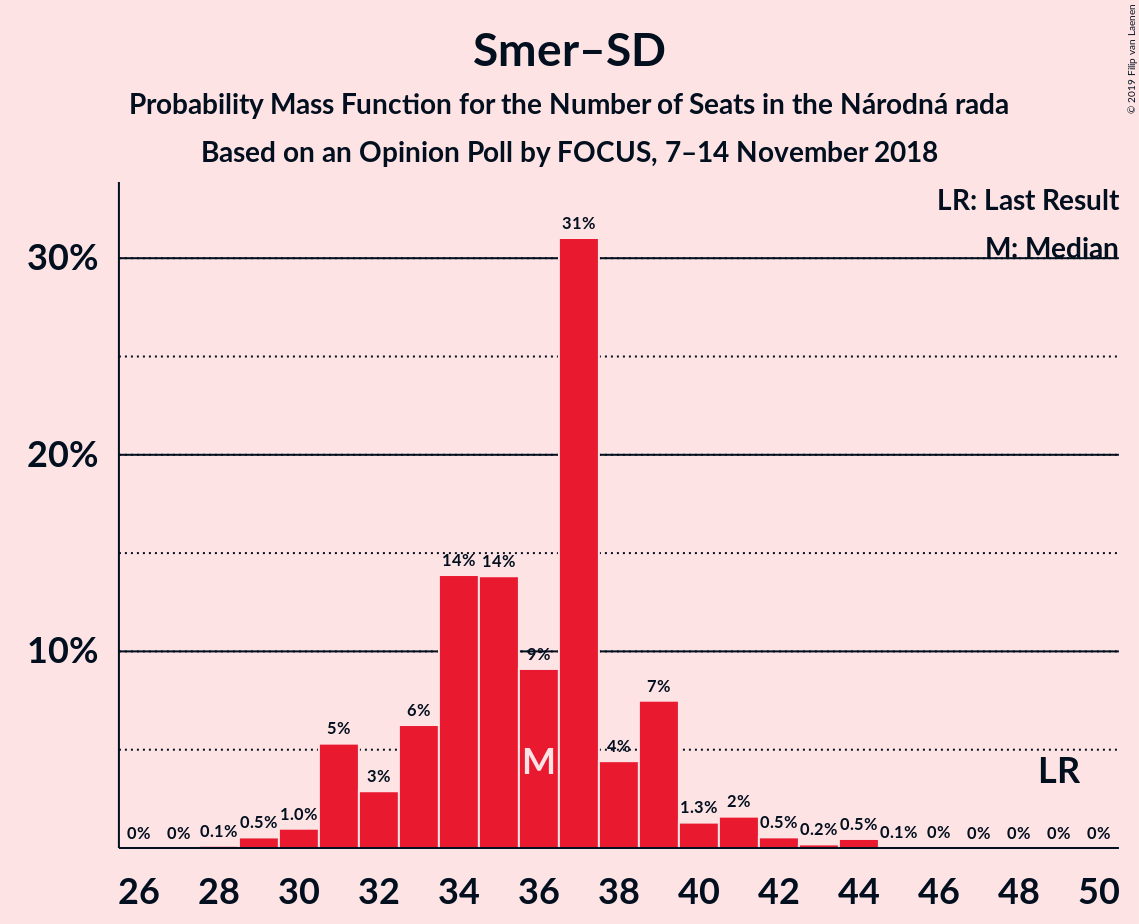 Smer–SD
Probability Mass Function for the Number of Seats in the Národná rada
Based on an Opinion Poll by FOCUS, 7–14 November 2018
© 2019 Filip van Laenen
LR: Last Result
M: Median
30%
20%
10%
0% 0% 0.1% 0.5% 1.0% 5% 3% 6% 14% 14% 9% 31% 4% 7% 1.3% 2% 0.5% 0.2% 0.5% 0.1% 0% 0% 0% 0% 0%
M
LR
26 28 30 32 34 36 38 40 42 44 46 48 50